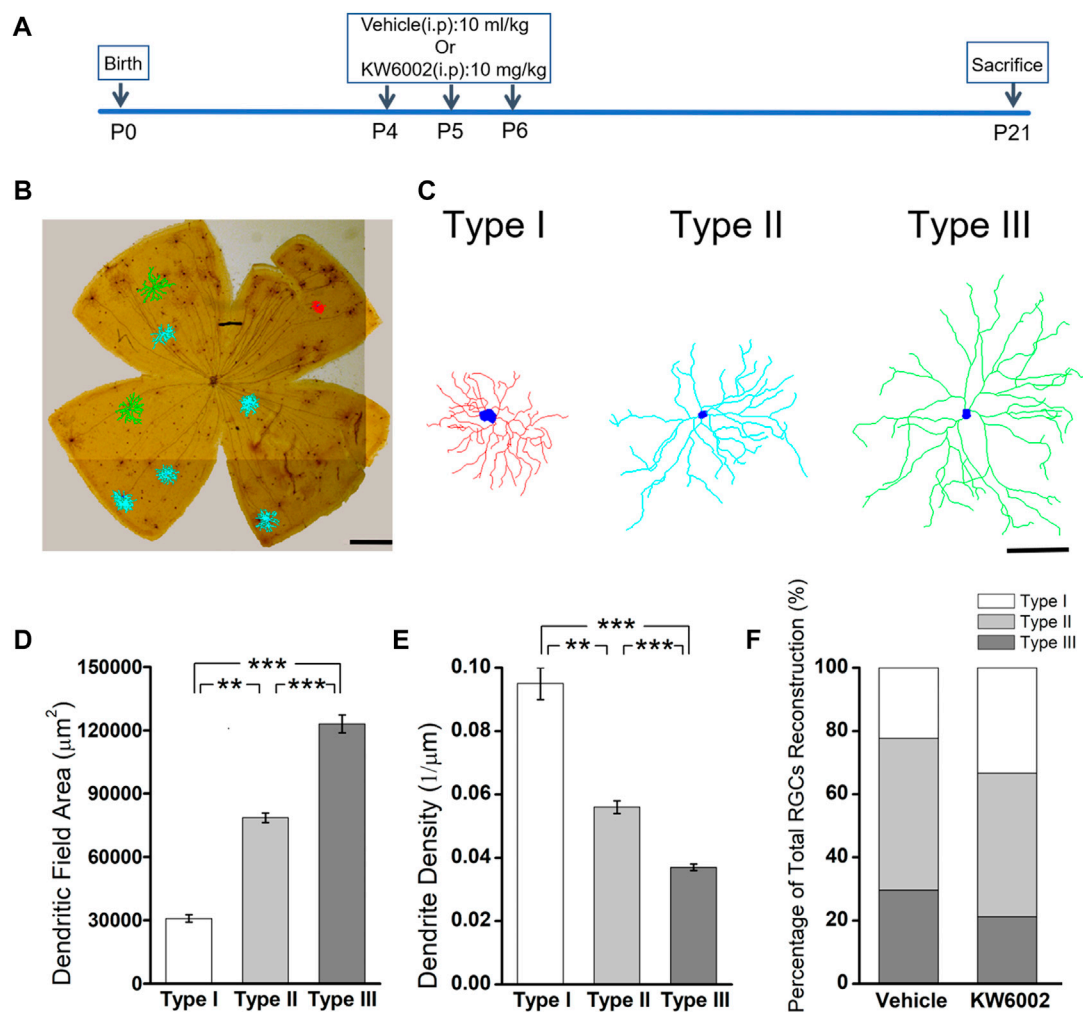 A
Birth
Vehicle(i.p):10 ml/kg
Or
KW6002(i.p):10 mg/kg
Sacrifice
P0
P4
P5
P6
P21
B
C
Type I
Type II
Type III
D
Dendritic Field Area (μm²)
150000
120000
90000
60000
30000
0
***
** ***
Type I Type II Type III
E
Dendrite Density (1/μm)
0.10
0.08
0.06
0.04
0.02
0.00
***
** ***
Type I Type II Type III
F
Type I
Type II
Type III
Percentage of Total RGCs Reconstruction (%)
100
80
60
40
20
0
Vehicle KW6002